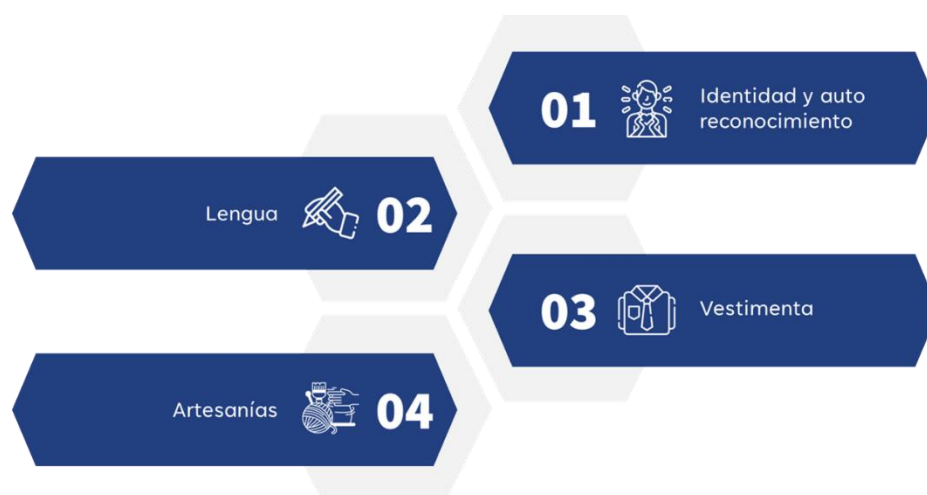 01
Identidad y auto
reconocimiento
Lengua
02
03
Vestimenta
Artesanías
04